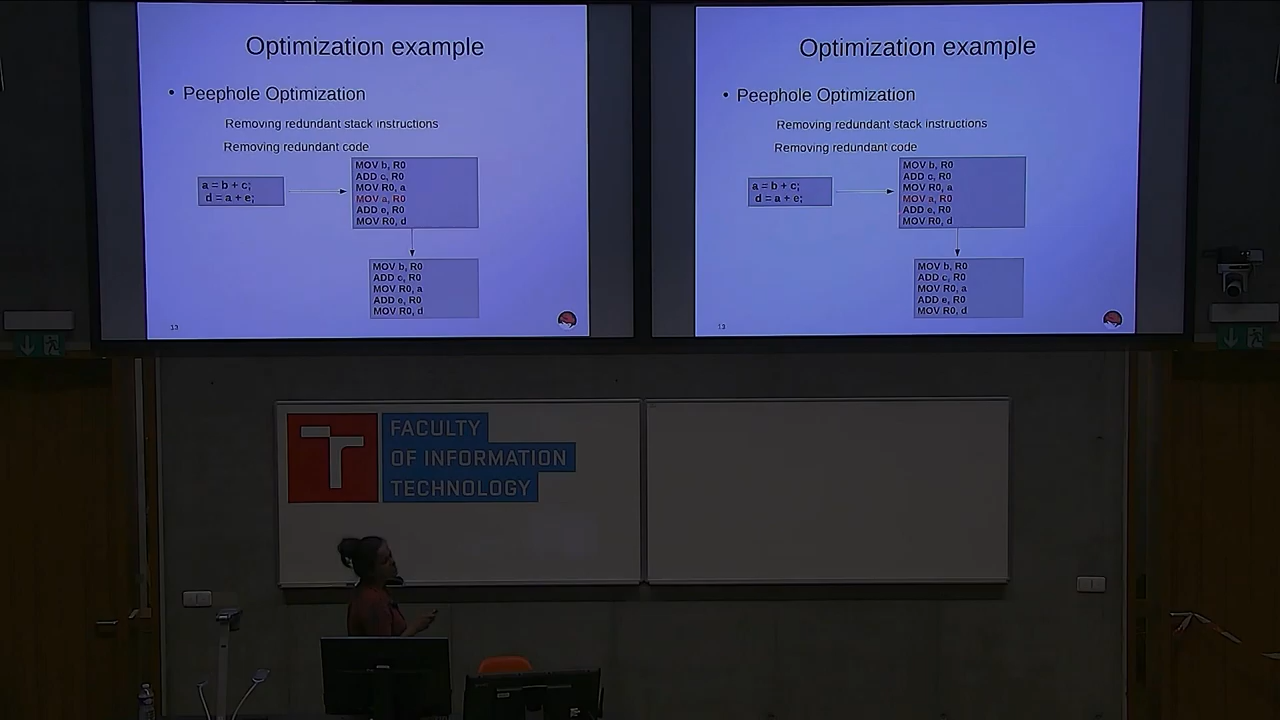 Optimization example
• Peephole Optimization
Removing redundant stack instructions
Removing redundant code
a = b + c;
d = a + e;
MOV b, R0
ADD c, R0
MOV R0, a
MOV a, R0
ADD e, R0
MOV R0, d
MOV b, R0
ADD c, R0
MOV R0, a
ADD e, R0
MOV R0, d
13
Optimization example
• Peephole Optimization
Removing redundant stack instructions
Removing redundant code
a = b + c;
d = a + e;
MOV b, R0
ADD c, R0
MOV R0, a
MOV a, R0
ADD e, R0
MOV R0, d
MOV b, R0
ADD c, R0
MOV R0, a
ADD e, R0
MOV R0, d
13
FACULTY
OF INFORMATION
TECHNOLOGY